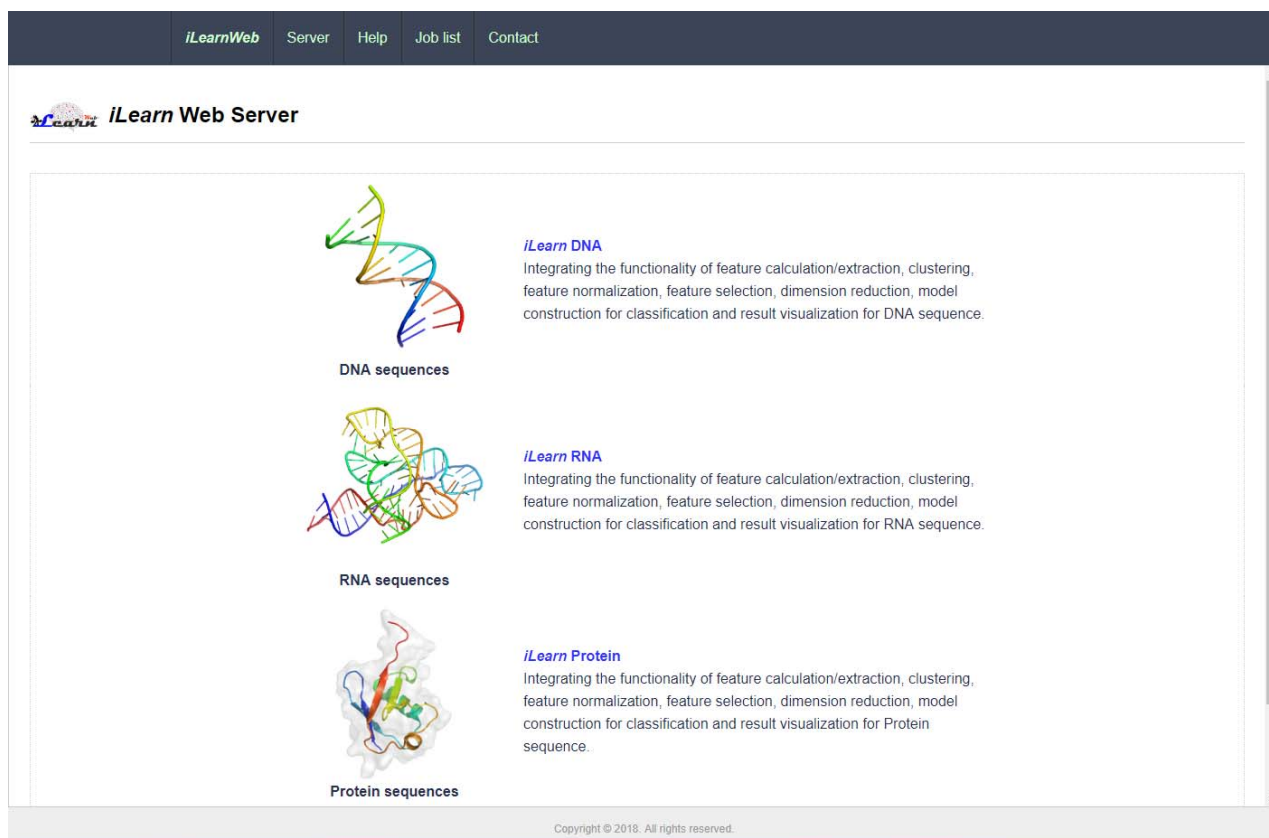 iLearnWeb Server Help Job list Contact
iLearn Web
iLearn Web Server
iLearn DNA
Integrating the functionality of feature calculation/extraction, clustering,
feature normalization, feature selection, dimension reduction, model
construction for classification and result visualization for DNA sequence.
DNA sequences
iLearn RNA
Integrating the functionality of feature calculation/extraction, clustering,
feature normalization, feature selection, dimension reduction, model
construction for classification and result visualization for RNA sequence.
RNA sequences
iLearn Protein
Integrating the functionality of feature calculation/extraction, clustering,
feature normalization, feature selection, dimension reduction, model
construction for classification and result visualization for Protein
sequence.
Protein sequences
Copyright © 2018. All rights reserved.